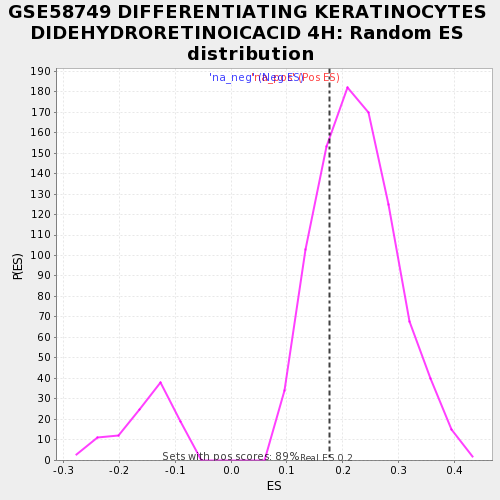 GSE58749 DIFFERENTIATING KERATINOCYTES
DIDEHYDRORETINOICACID 4H: Random ES
distribution
'na_neg' (Neg ES)
'na_pos' (Pos ES)
190
180
170
160
150
140
130
120
110
100
90
80
70
60
50
40
30
20
10
0
P(ES)
Sets with pos scores: 89%
Real ES 0.2
-0.3 -0.2 -0.1 0.0 0.1 0.2 0.3 0.4
ES